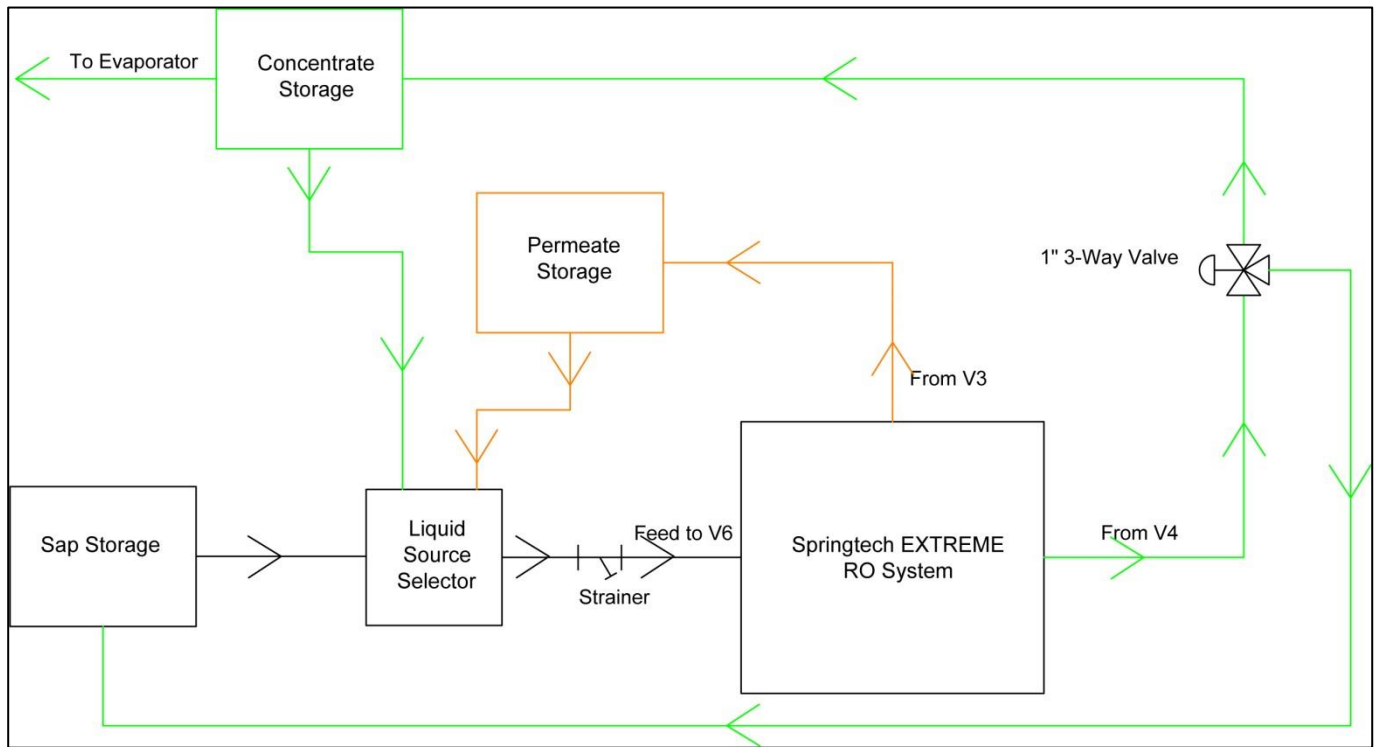 To Evaporator
Concentrate
Storage
Permeate
Storage
1" 3-Way Valve
From V3
Sap Storage
Liquid
Source
Selector
Feed to V6
Strainer
Springtech EXTREME
RO System
From V4